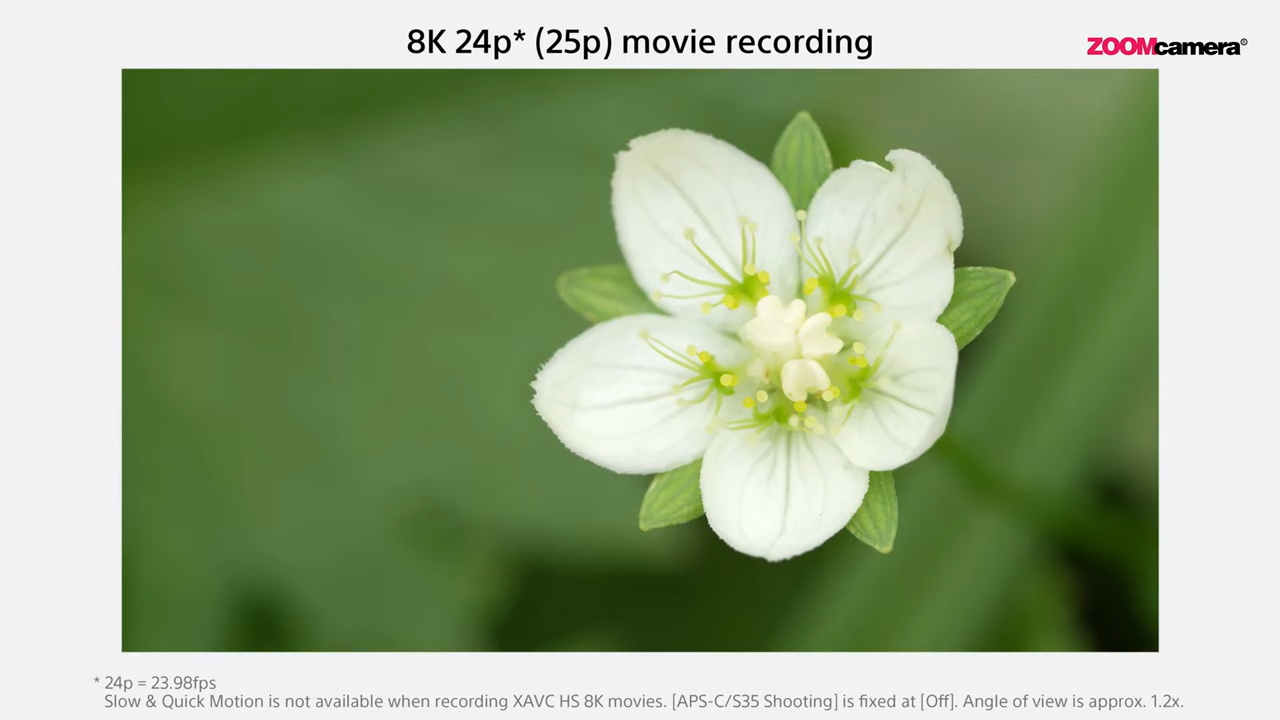 8K 24p* (25p) movie recording
ZOOMcamera®
* 24p = 23.98fps
Slow & Quick Motion is not available when recording XAVC HS 8K movies. [APS-C/S35 Shooting] is fixed at [Off]. Angle of view is approx. 1.2x.